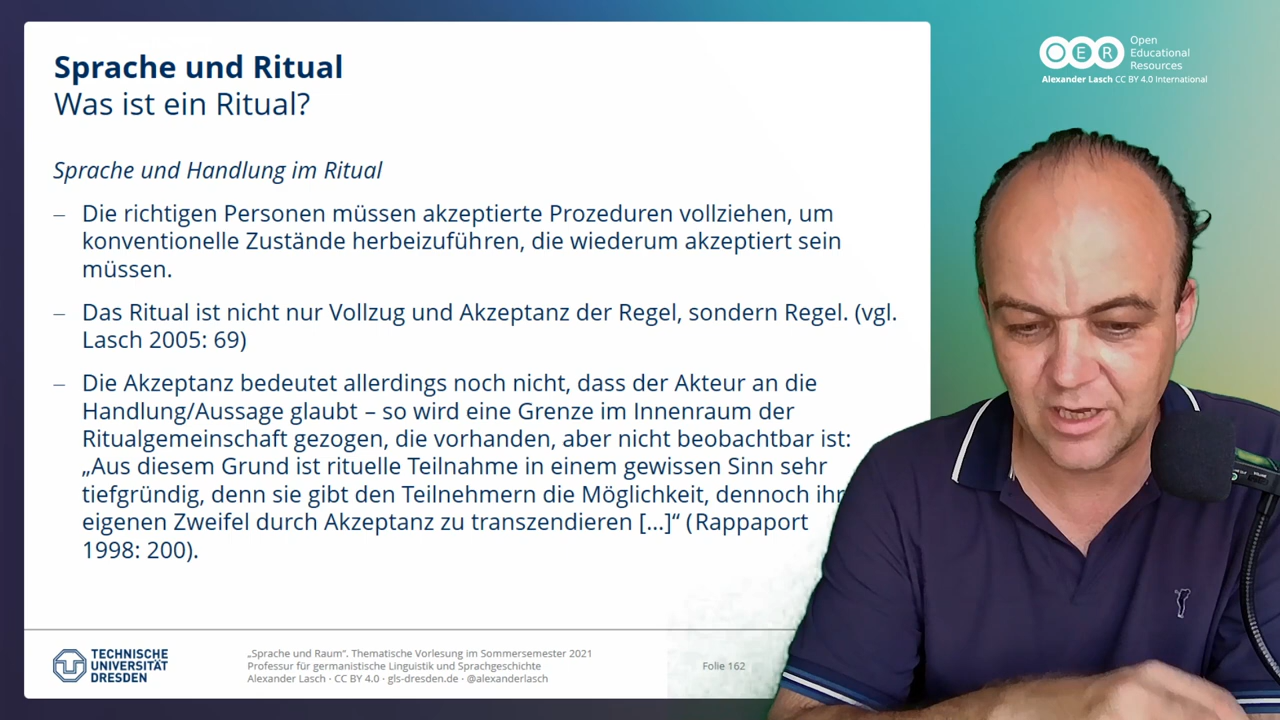 Sprache und Ritual
Was ist ein Ritual?
Sprache und Handlung im Ritual
– Die richtigen Personen müssen akzeptierte Prozeduren vollziehen, um
konventionelle Zustände herbeizuführen, die wiederum akzeptiert sein
müssen.
– Das Ritual ist nicht nur Vollzug und Akzeptanz der Regel, sondern Regel. (vgl.
Lasch 2005: 69)
– Die Akzeptanz bedeutet allerdings noch nicht, dass der Akteur an die
Handlung/Aussage glaubt – so wird eine Grenze im Innenraum der
Ritualgemeinschaft gezogen, die vorhanden, aber nicht beobachtbar ist:
„Aus diesem Grund ist rituelle Teilnahme in einem gewissen Sinn sehr
tiefgründig, denn sie gibt den Teilnehmern die Möglichkeit, dennoch
eigenen Zweifel durch Akzeptanz zu transzendieren [...]“ (Rappaport
1998: 200).
TECHNISCHE
UNIVERSITÄT
DRESDEN
„Sprache und Raum“. Thematische Vorlesung im Sommersemester 2021
Professur für germanistische Linguistik und Sprachgeschichte
Alexander Lasch · CC BY 4.0 · gls-dresden.de · @alexanderlasch
Folie 162
OER
Open
Educational
Resources
Alexander Lasch CC BY 4.0 International